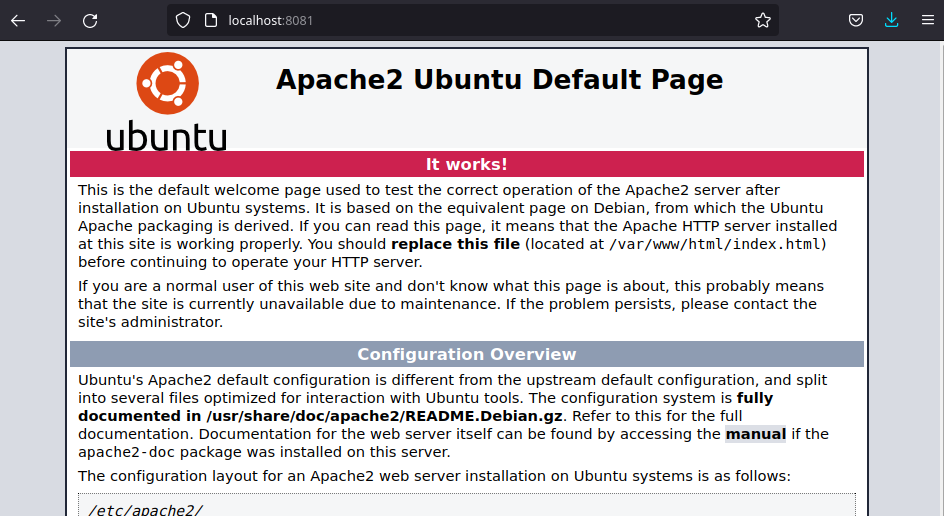 localhost:8081
ubuntu
Apache2 Ubuntu Default Page
It works!
This is the default welcome page used to test the correct operation of the Apache2 server after
installation on Ubuntu systems. It is based on the equivalent page on Debian, from which the Ubuntu
Apache packaging is derived. If you can read this page, it means that the Apache HTTP server installed
at this site is working properly. You should replace this file (located at /var/www/html/index.html)
before continuing to operate your HTTP server.
If you are a normal user of this web site and don't know what this page is about, this probably means
that the site is currently unavailable due to maintenance. If the problem persists, please contact the
site's administrator.
Configuration Overview
Ubuntu's Apache2 default configuration is different from the upstream default configuration, and split
into several files optimized for interaction with Ubuntu tools. The configuration system is fully
documented in /usr/share/doc/apache2/README.Debian.gz. Refer to this for the full
documentation. Documentation for the web server itself can be found by accessing the manual if the
apache2-doc package was installed on this server.
The configuration layout for an Apache2 web server installation on Ubuntu systems is as follows:
/etc/apache2/